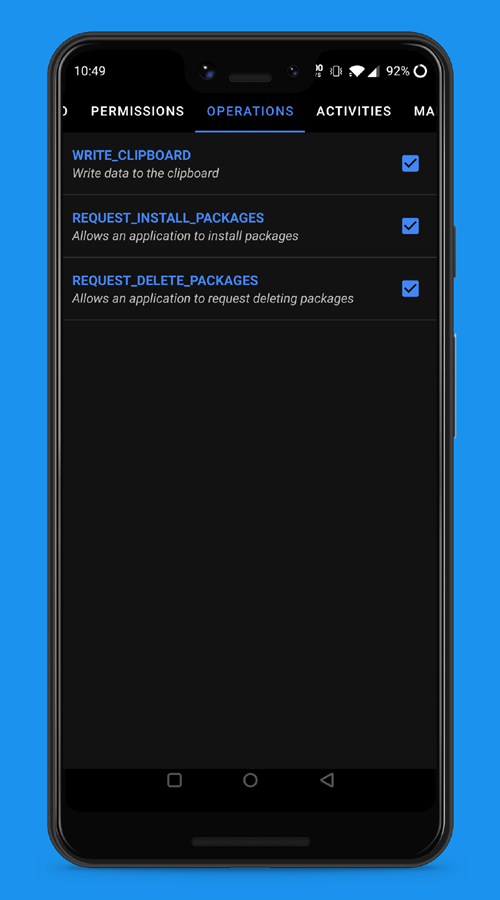 10:49
92%
PERMISSIONS OPERATIONS ACTIVITIES MA
WRITE_CLIPBOARD
Write data to the clipboard
REQUEST_INSTALL_PACKAGES
Allows an application to install packages
REQUEST_DELETE_PACKAGES
Allows an application to request deleting packages